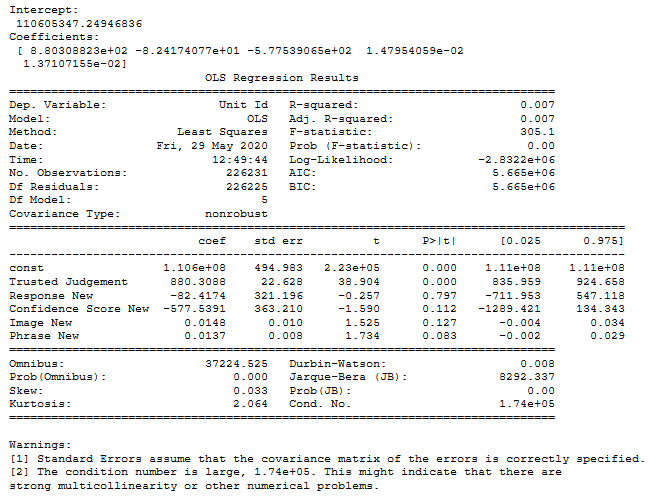 Intercept:
110605347.24946836
Coefficients:
[ 8.80308823e+02 -8.24174077e+01 -5.77539065e+02 1.47954059e-02
1.37107155e-02]
OLS Regression Results
==============================================================================
Dep. Variable: Unit Id R-squared: 0.007
Model: OLS Adj. R-squared: 0.007
Method: Least Squares F-statistic: 305.1
Date: Fri, 29 May 2020 Prob (F-statistic): 0.00
Time: 12:49:44 Log-Likelihood: -2.8322e+06
No. Observations: 226231 AIC: 5.665e+06
Df Residuals: 226225 BIC: 5.665e+06
Df Model: 5
Covariance Type: nonrobust
========================================================================================
coef std err t P>|t| [0.025 0.975]
----------------------------------------------------------------------------------------
const 1.106e+08 494.983 2.23e+05 0.000 1.11e+08 1.11e+08
Trusted Judgement 880.3088 22.628 38.904 0.000 835.959 924.658
Response New -82.4174 321.196 -0.257 0.797 -711.953 547.118
Confidence Score New -577.5391 363.210 -1.590 0.112 -1289.421 134.343
Image New 0.0148 0.010 1.525 0.127 -0.004 0.034
Phrase New 0.0137 0.008 1.734 0.083 -0.002 0.029
==============================================================================
Omnibus: 37224.525 Durbin-Watson: 0.008
Prob(Omnibus): 0.000 Jarque-Bera (JB): 8292.337
Skew: 0.033 Prob(JB): 0.00
Kurtosis: 2.064 Cond. No. 1.74e+05
==============================================================================
Warnings:
[1] Standard Errors assume that the covariance matrix of the errors is correctly specified.
[2] The condition number is large, 1.74e+05. This might indicate that there are
strong multicollinearity or other numerical problems.